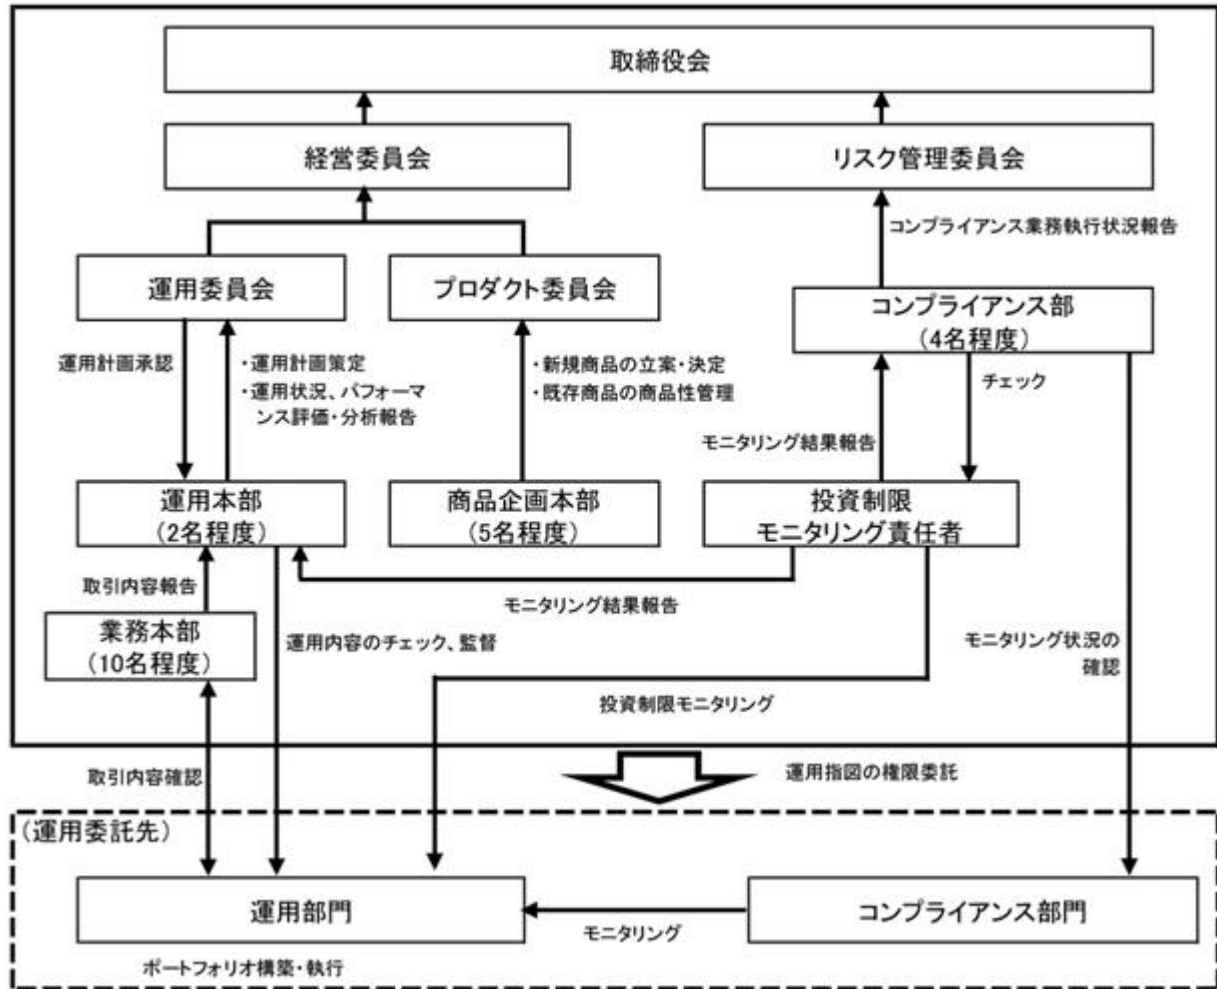 取締役会
経営委員会
リスク管理委員会
コンプライアンス業務執行状況報告
運用委員会
プロダクト委員会
コンプライアンス部
(4名程度)
運用計画承認
・運用計画策定
・運用状況、パフォーマ
ンス評価・分析報告
・新規商品の立案・決定
・既存商品の商品性管理
チェック
モニタリング結果報告
運用本部
(2名程度)
商品企画本部
(5名程度)
投資制限
モニタリング責任者
取引内容報告
モニタリング結果報告
業務本部
(10名程度)
運用内容のチェック、監督
モニタリング状況の
確認
投資制限モニタリング
取引内容確認
運用指図の権限委託
(運用委託先)
運用部門
コンプライアンス部門
モニタリング
ポートフォリオ構築・執行